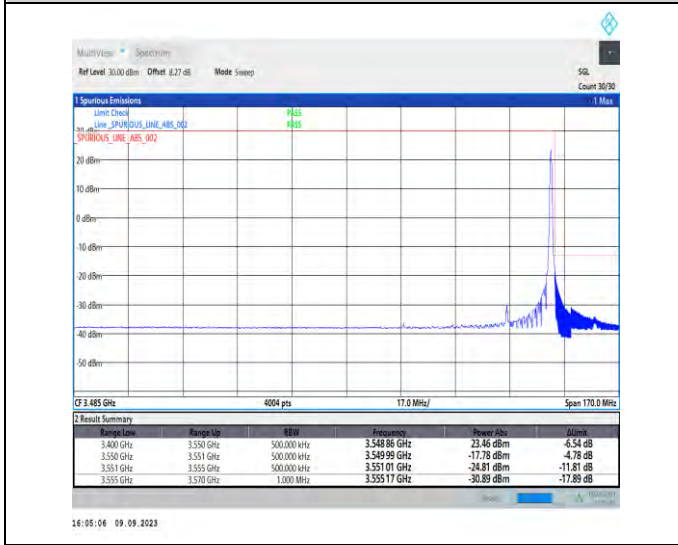 MultiView Spectrum
Ref Level 30.00 dBm Offset 8.27 dB Mode Sweep SGL
Count 30/30
1 Spurious Emissions 1 Max
Limit Check PASS
Line _SPURIOUS_LINE_ABS_002 PASS
_SPURIOUS_LINE_ABS_002
20 dBm
10 dBm
0 dBm
-10 dBm
-20 dBm
-30 dBm
-40 dBm
-50 dBm
CF 3.485 GHz 4004 pts 17.0 MHz/ Span 170.0 MHz
2 Result Summary
Range Low Range Up RBW Frequency Power Abs ΔLimit
3.400 GHz 3.550 GHz 500.000 kHz 3.548 86 GHz 23.46 dBm -6.54 dB
3.550 GHz 3.551 GHz 500.000 kHz 3.549 99 GHz -17.78 dBm -4.78 dB
3.551 GHz 3.555 GHz 500.000 kHz 3.551 01 GHz -24.81 dBm -11.81 dB
3.555 GHz 3.570 GHz 1.000 MHz 3.555 17 GHz -30.89 dBm -17.89 dB
16:05:06 09.09.2023